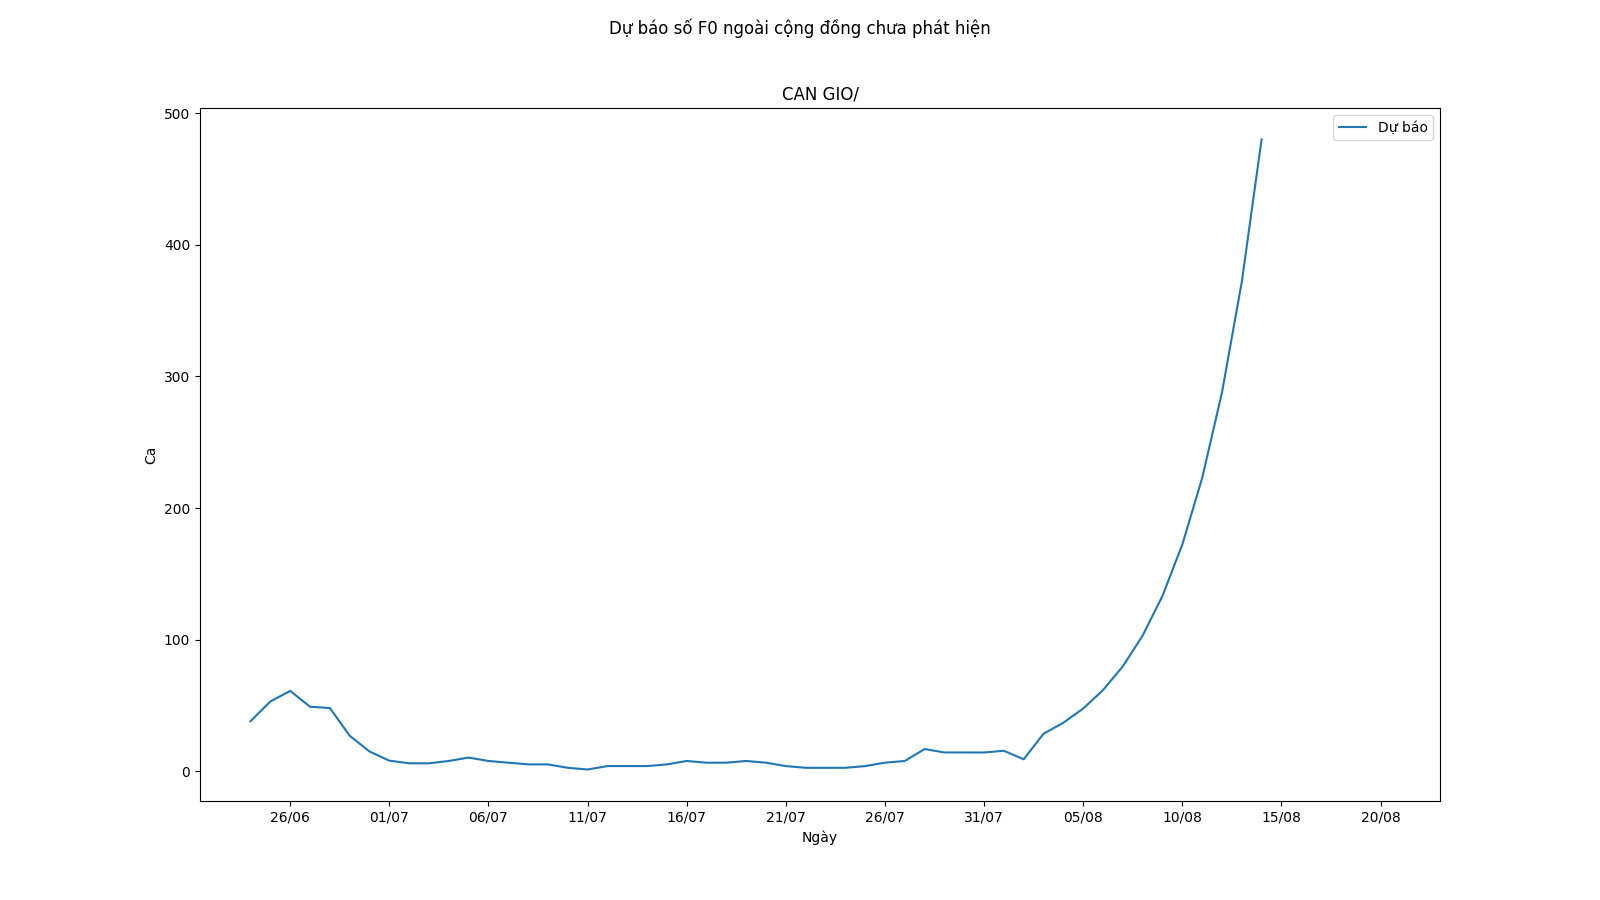 Dự báo số F0 ngoài cộng đồng chưa phát hiện
CAN GIO/
Dự báo
500
400
300
200
100
0
Ca
26/06 01/07 06/07 11/07 16/07 21/07 26/07 31/07 05/08 10/08 15/08 20/08
Ngày